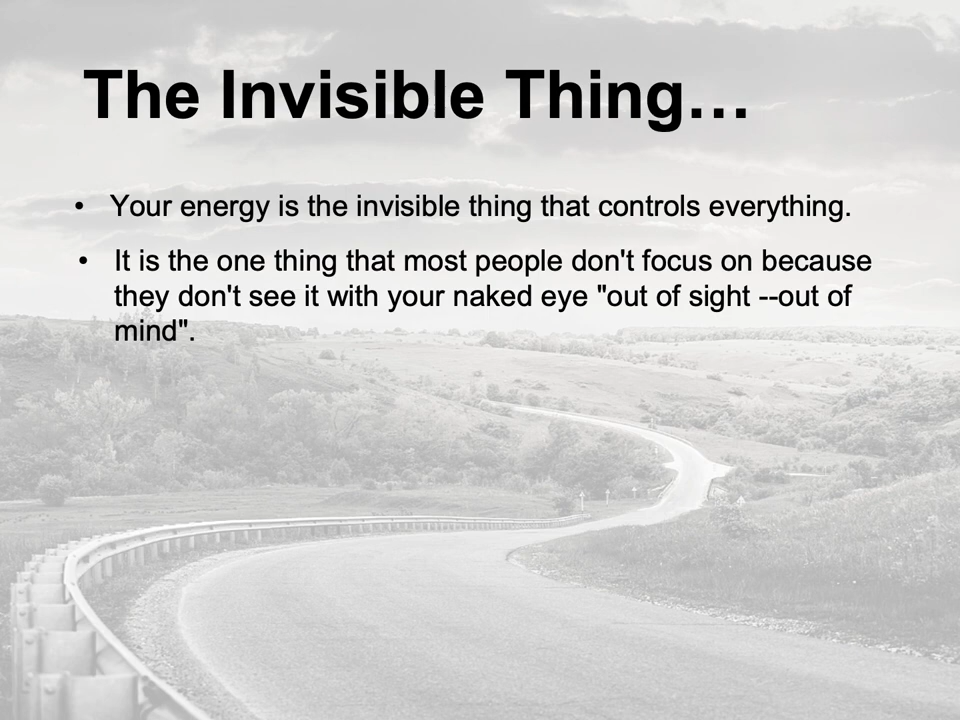 The Invisible Thing…
• Your energy is the invisible thing that controls everything.
• It is the one thing that most people don't focus on because
they don't see it with your naked eye "out of sight --out of
mind".